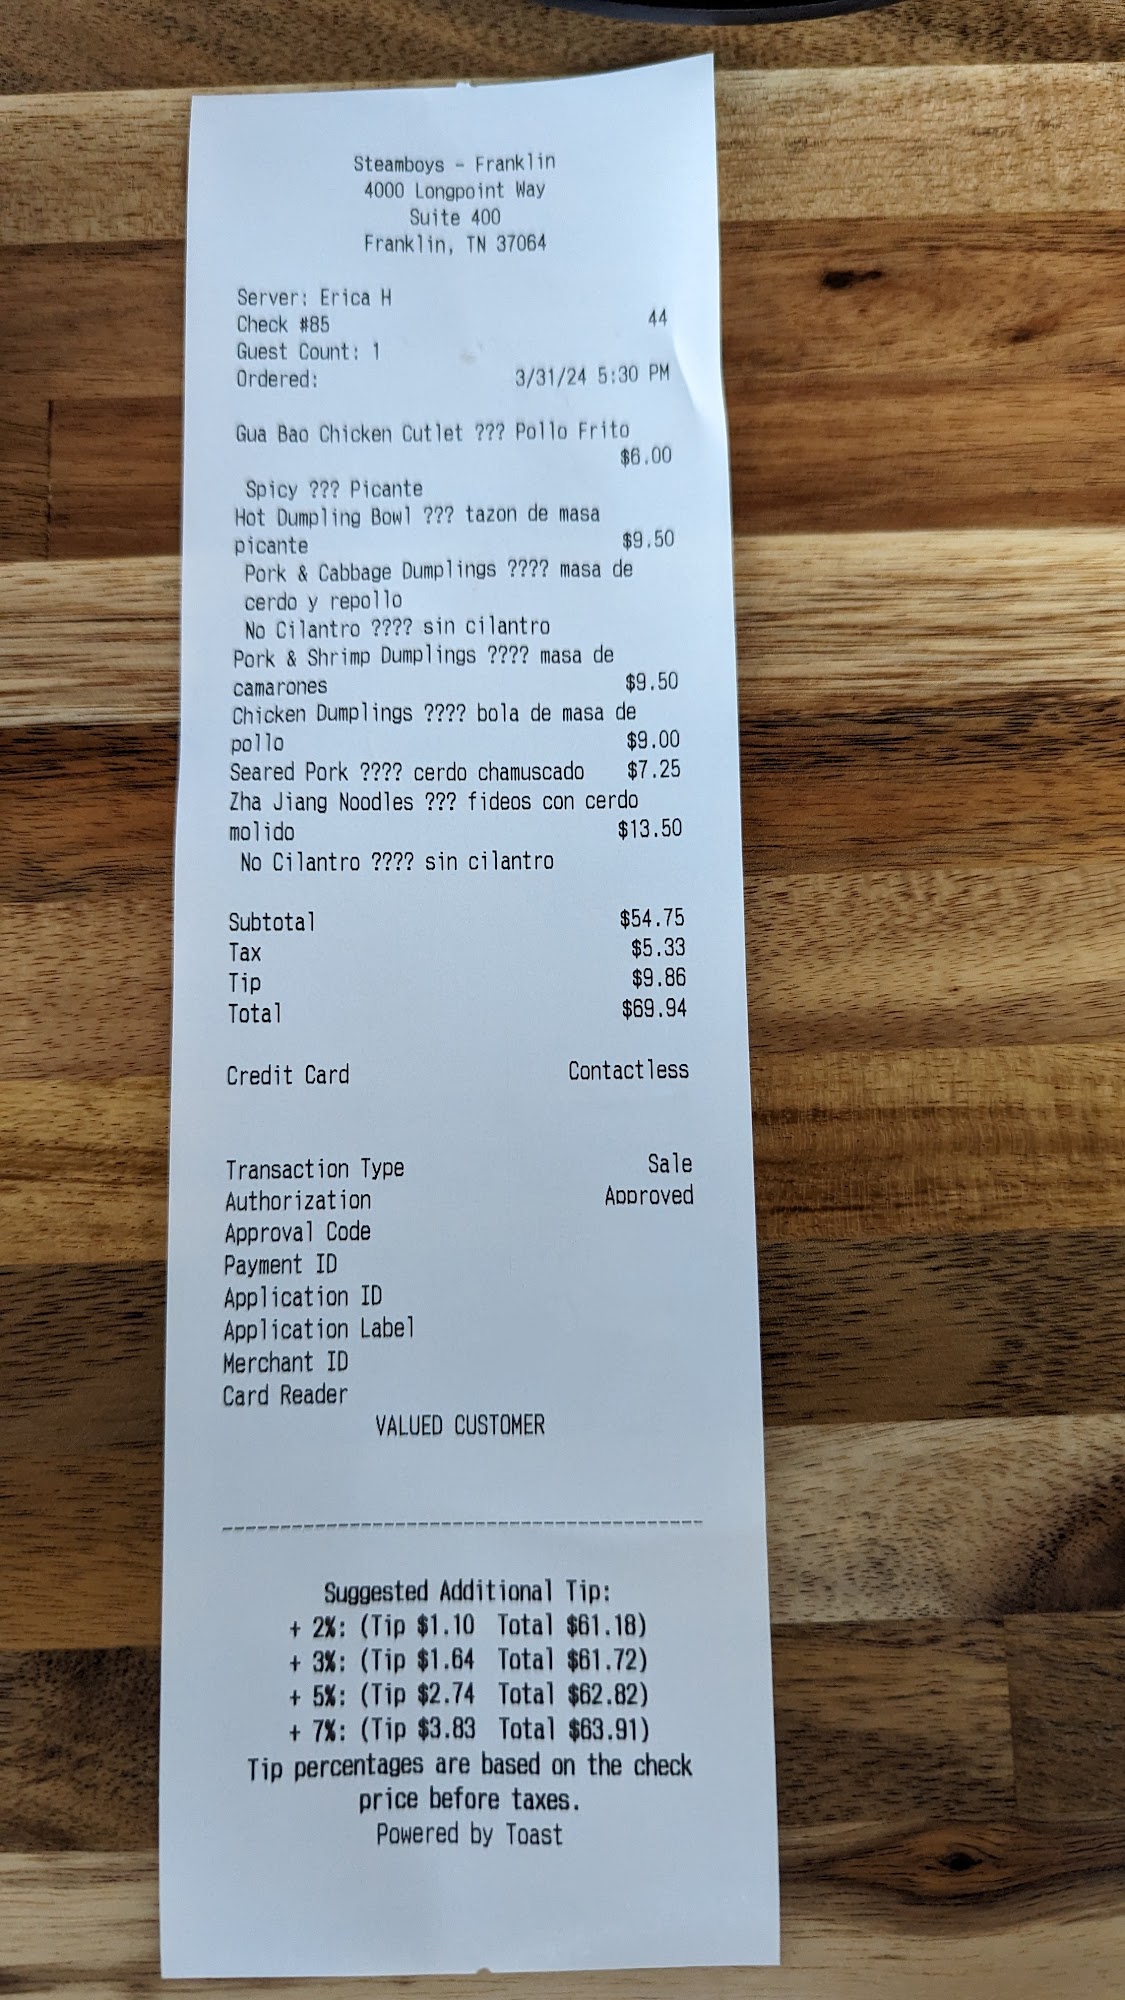 Steamboys - Franklin
4000 Longpoint Way
Suite 400
Franklin, TN 37064
Server: Erica H
Check #85 44
Guest Count: 1
Ordered: 3/31/24 5:30 PM
Gua Bao Chicken Cutlet ??? Pollo Frito
$6.00
Spicy ??? Picante
Hot Dumpling Bowl ??? tazon de masa
picante $9.50
Pork & Cabbage Dumplings ???? masa de
cerdo y repollo
No Cilantro ???? sin cilantro
Pork & Shrimp Dumplings ???? masa de
camarones $9.50
Chicken Dumplings ???? bola de masa de
pollo $9.00
Seared Pork ???? cerdo chamuscado $7.25
Zha Jiang Noodles ??? fideos con cerdo
molido $13.50
No Cilantro ???? sin cilantro
Subtotal $54.75
Tax $5.33
Tip $9.86
Total $69.94
Credit Card Contactless
Transaction Type Sale
Authorization Approved
Approval Code
Payment ID
Application ID
Application Label
Merchant ID
Card Reader
VALUED CUSTOMER
Suggested Additional Tip:
+ 2%: (Tip $1.10 Total $61.18)
+ 3%: (Tip $1.64 Total $61.72)
+ 5%: (Tip $2.74 Total $62.82)
+ 7%: (Tip $3.83 Total $63.91)
Tip percentages are based on the check
price before taxes.
Powered by Toast